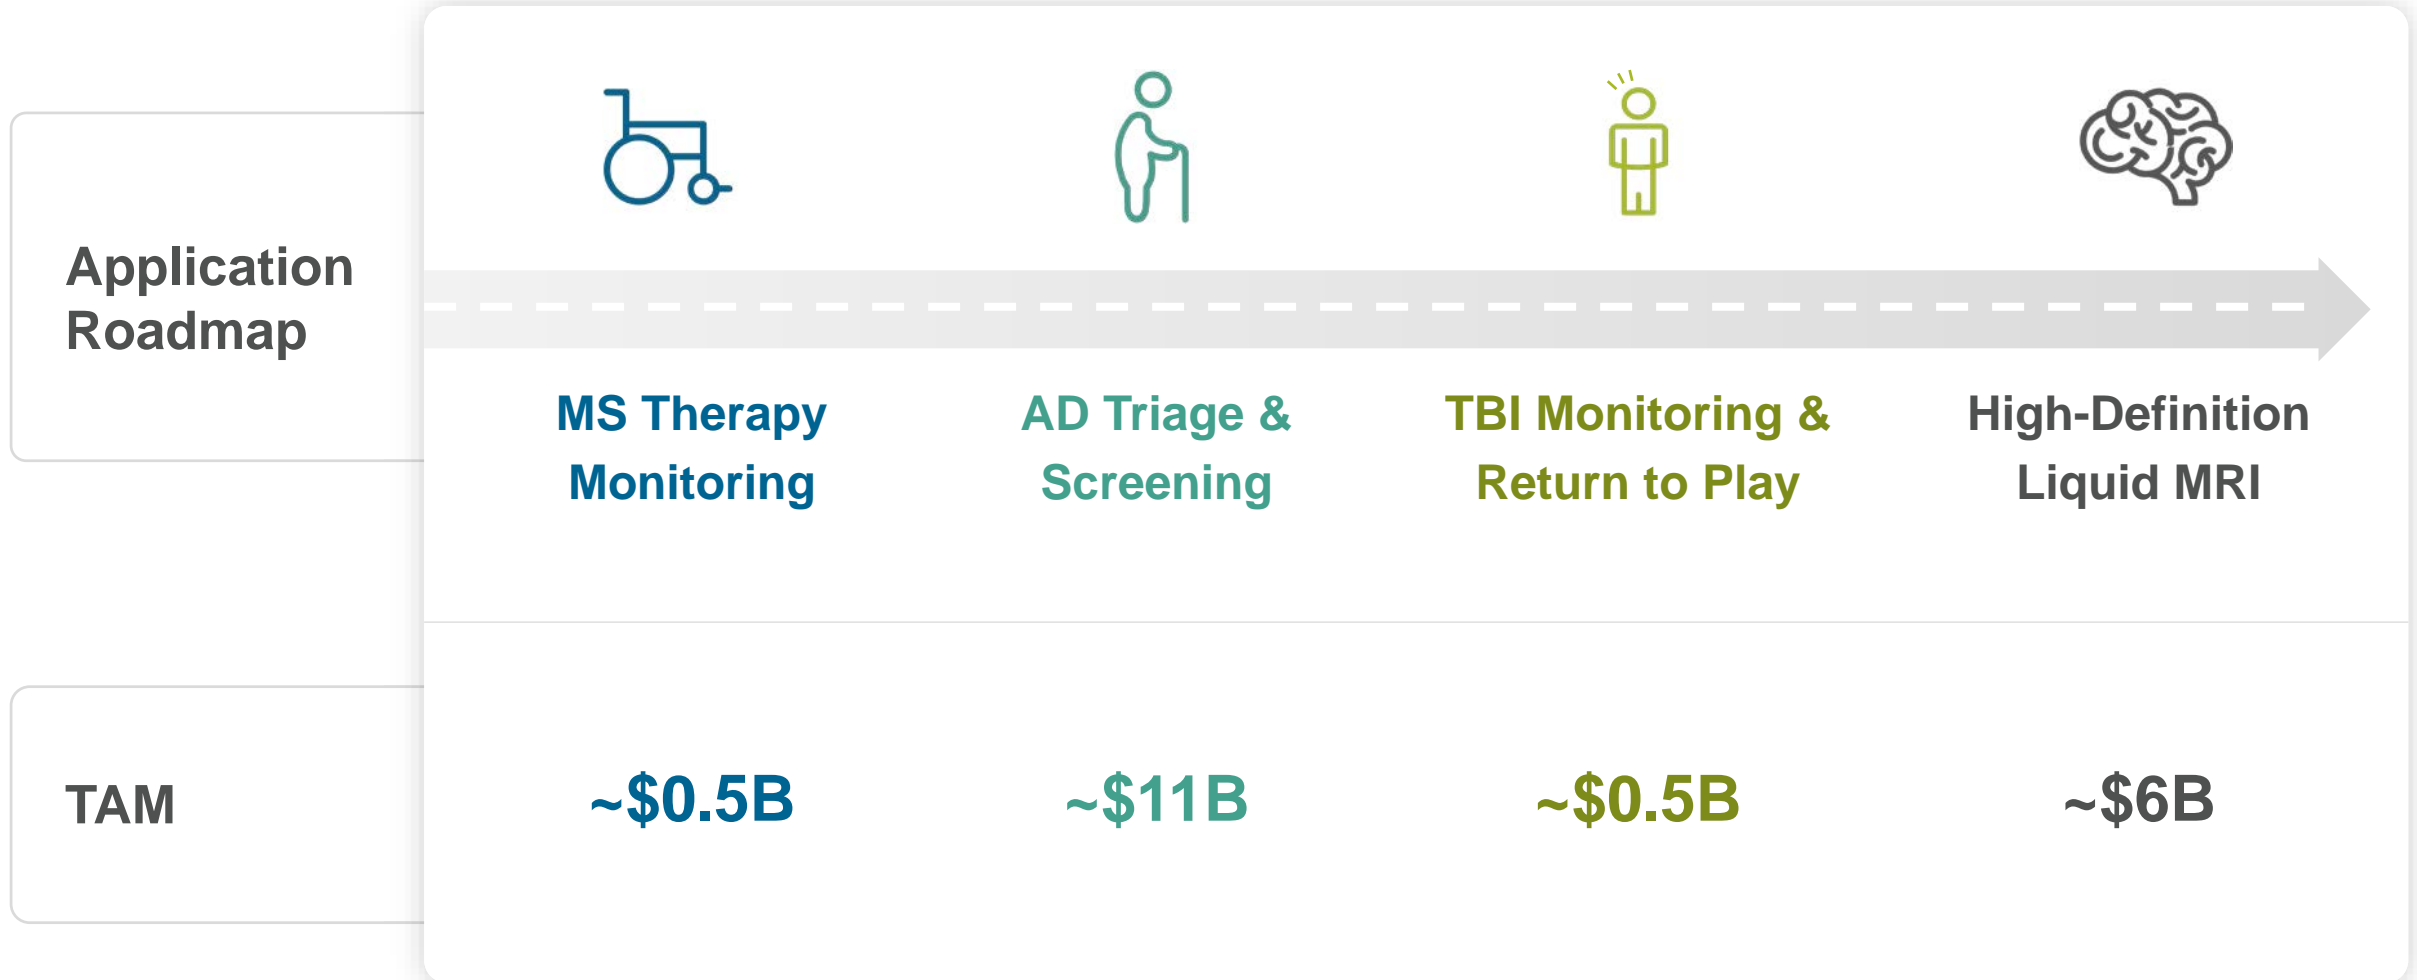 Application
Roadmap
MS Therapy
Monitoring
AD Triage &
Screening
TBI Monitoring &
Return to Play
High-Definition
Liquid MRI
TAM
~$0.5B
~$11B
~$0.5B
~$6B